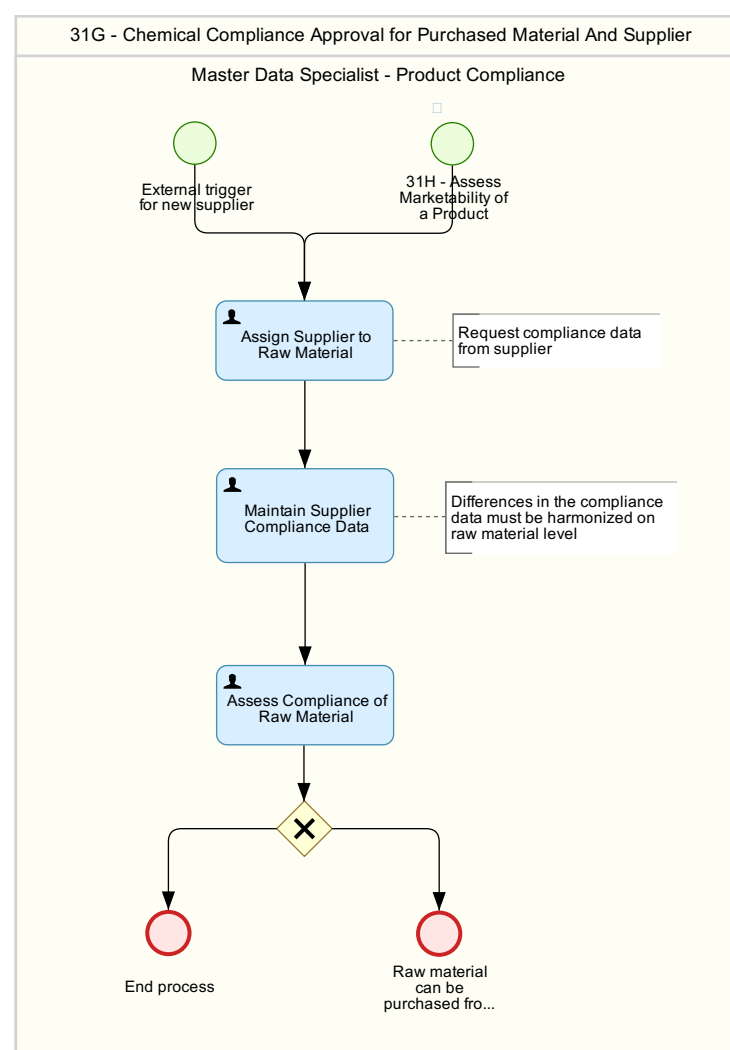 31G - Chemical Compliance Approval for Purchased Material And Supplier
Master Data Specialist - Product Compliance
External trigger
for new supplier
31H - Assess
Marketability of
a Product
Assign Supplier to
Raw Material
Request compliance data
from supplier
Maintain Supplier
Compliance Data
Differences in the compliance
data must be harmonized on
raw material level
Assess Compliance of
Raw Material
End process
Raw material
can be
purchased fro...